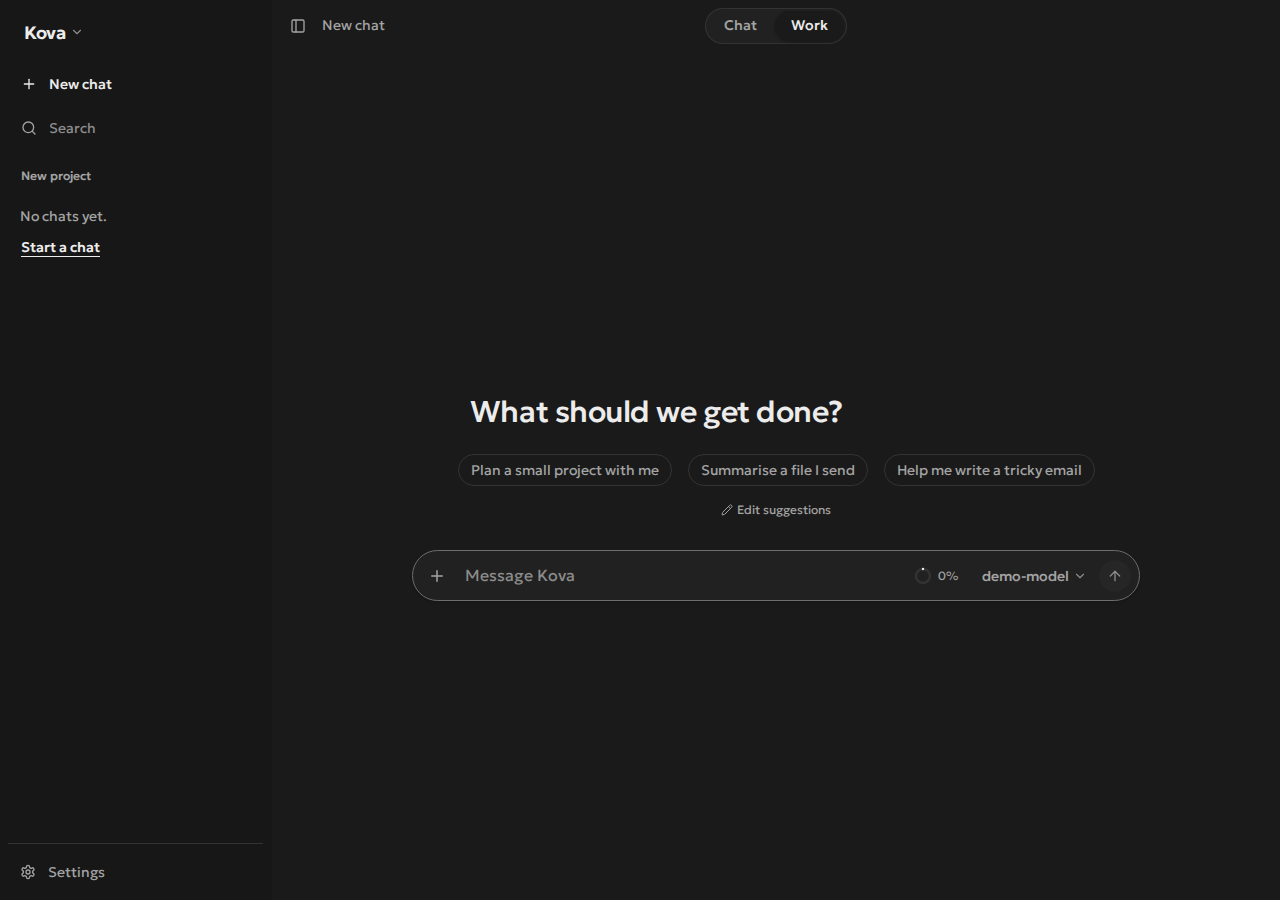 Kova
New chat
Search
New project
No chats yet.
Start a chat
Settings
New chat
Chat
Work
What should we get done?
Plan a small project with me
Summarise a file I send
Help me write a tricky email
Edit suggestions
Message Kova
0%
demo-model